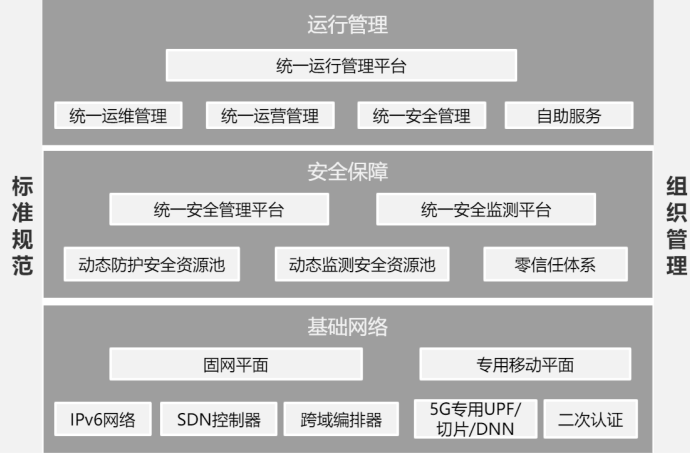 运行管理
统一运行管理平台
统一运维管理
统一运营管理
统一安全管理
自助服务
标准规范
安全保障
统一安全管理平台
统一安全监测平台
动态防护安全资源池
动态监测安全资源池
零信任体系
组织管理
基础网络
固网平面
专用移动平面
IPv6网络
SDN控制器
跨域编排器
5G专用UPF/
切片/DNN
二次认证